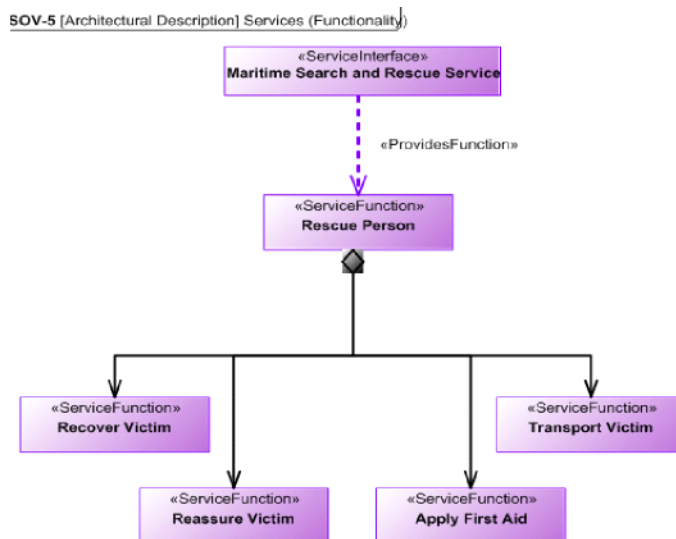 SOV-5 [Architectural Description] Services (Functionality)
«ServiceInterface»
Maritime Search and Rescue Service
«ProvidesFunction»
«ServiceFunction»
Rescue Person
«ServiceFunction»
Recover Victim
«ServiceFunction»
Transport Victim
«ServiceFunction»
Reassure Victim
«ServiceFunction»
Apply First Aid